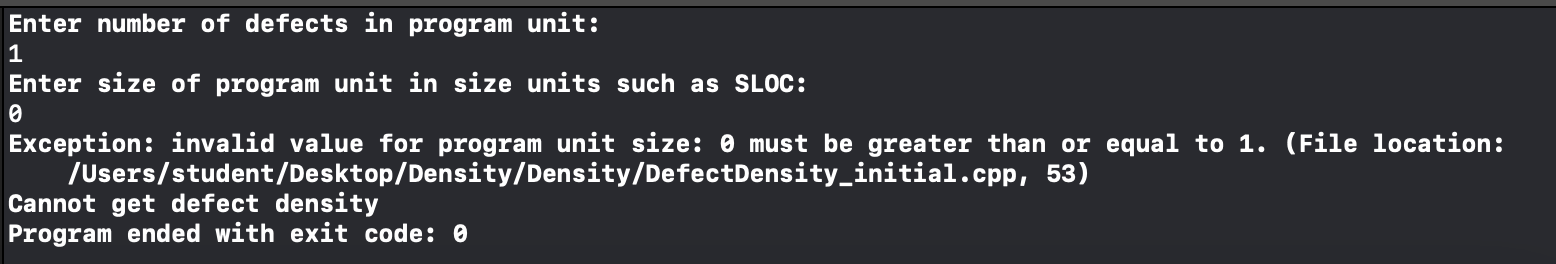 Enter number of defects in program unit:
1
Enter size of program unit in size units such as SLOC:
0
Exception: invalid value for program unit size: 0 must be greater than or equal to 1. (File location:
/Users/student/Desktop/Density/Density/DefectDensity_initial.cpp, 53)
Cannot get defect density
Program ended with exit code: 0